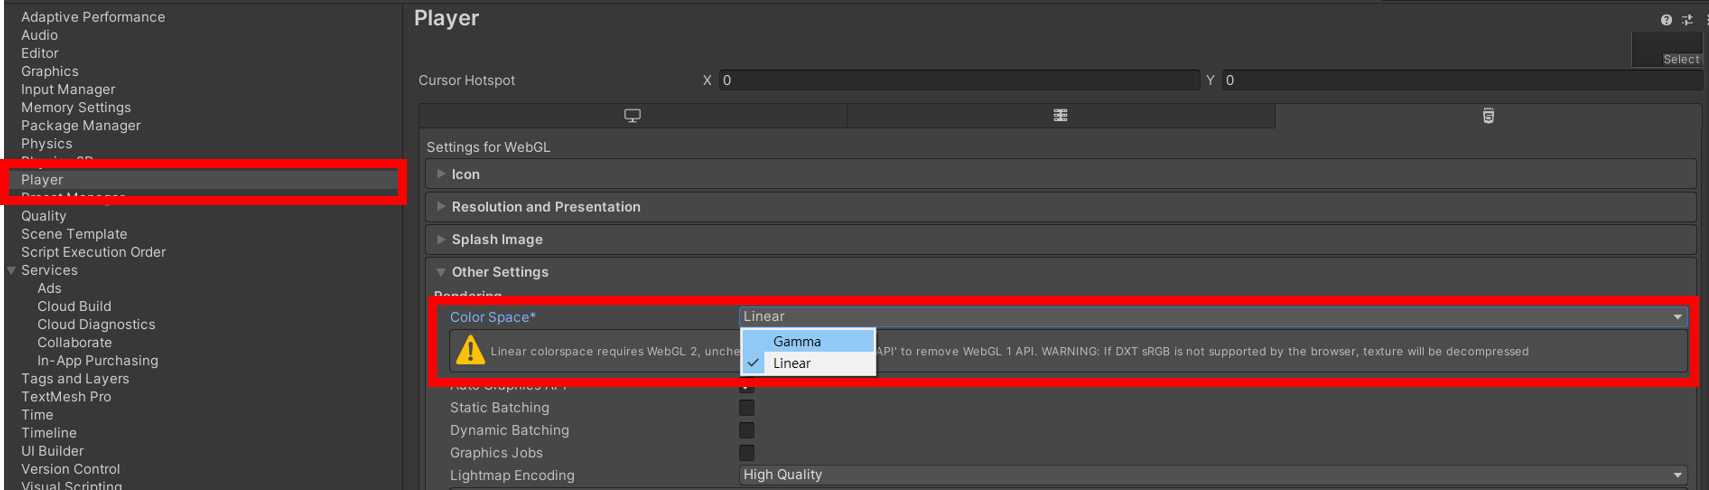 Adaptive Performance
Audio
Editor
Graphics
Input Manager
Memory Settings
Package Manager
Physics
Player
Quality
Scene Template
Script Execution Order
Services
Ads
Cloud Build
Cloud Diagnostics
Collaborate
In-App Purchasing
Tags and Layers
TextMesh Pro
Time
Timeline
UI Builder
Version Control
Visual Scripting
Player
Select
Cursor Hotspot X 0 Y 0
Settings for WebGL
Icon
Resolution and Presentation
Splash Image
Other Settings
Rendering
Color Space* Linear
Gamma
Linear
Linear colorspace requires WebGL 2, unche API' to remove WebGL 1 API. WARNING: If DXT sRGB is not supported by the browser, texture will be decompressed
Auto Graphics API
Static Batching
Dynamic Batching
Graphics Jobs
Lightmap Encoding High Quality